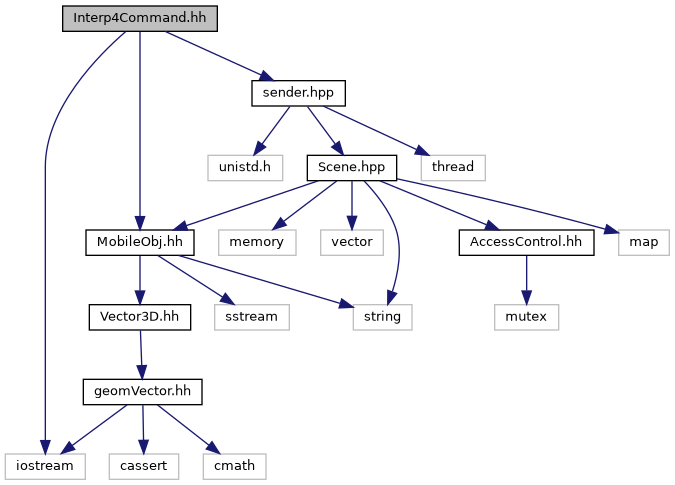 Interp4Command.hh
sender.hpp
unistd.h
Scene.hpp
thread
MobileObj.hh
memory
vector
AccessControl.hh
map
Vector3D.hh
sstream
string
mutex
geomVector.hh
iostream
cassert
cmath